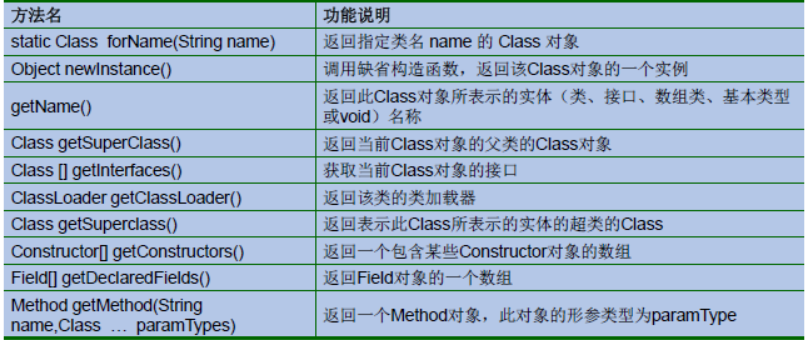 方法名 功能说明
static Class forName(String name) 返回指定类名 name 的 Class 对象
Object newInstance() 调用缺省构造函数，返回该Class对象的一个实例
getName() 返回此Class对象所表示的实体（类、接口、数组类、基本类型
或void）名称
Class getSuperClass() 返回当前Class对象的父类的Class对象
Class [] getInterfaces() 获取当前Class对象的接口
ClassLoader getClassLoader() 返回该类的类加载器
Class getSuperclass() 返回表示此Class所表示的实体的超类的Class
Constructor[] getConstructors() 返回一个包含某些Constructor对象的数组
Field[] getDeclaredFields() 返回Field对象的一个数组
Method getMethod(String
name,Class … paramTypes) 返回一个Method对象，此对象的形参类型为paramType